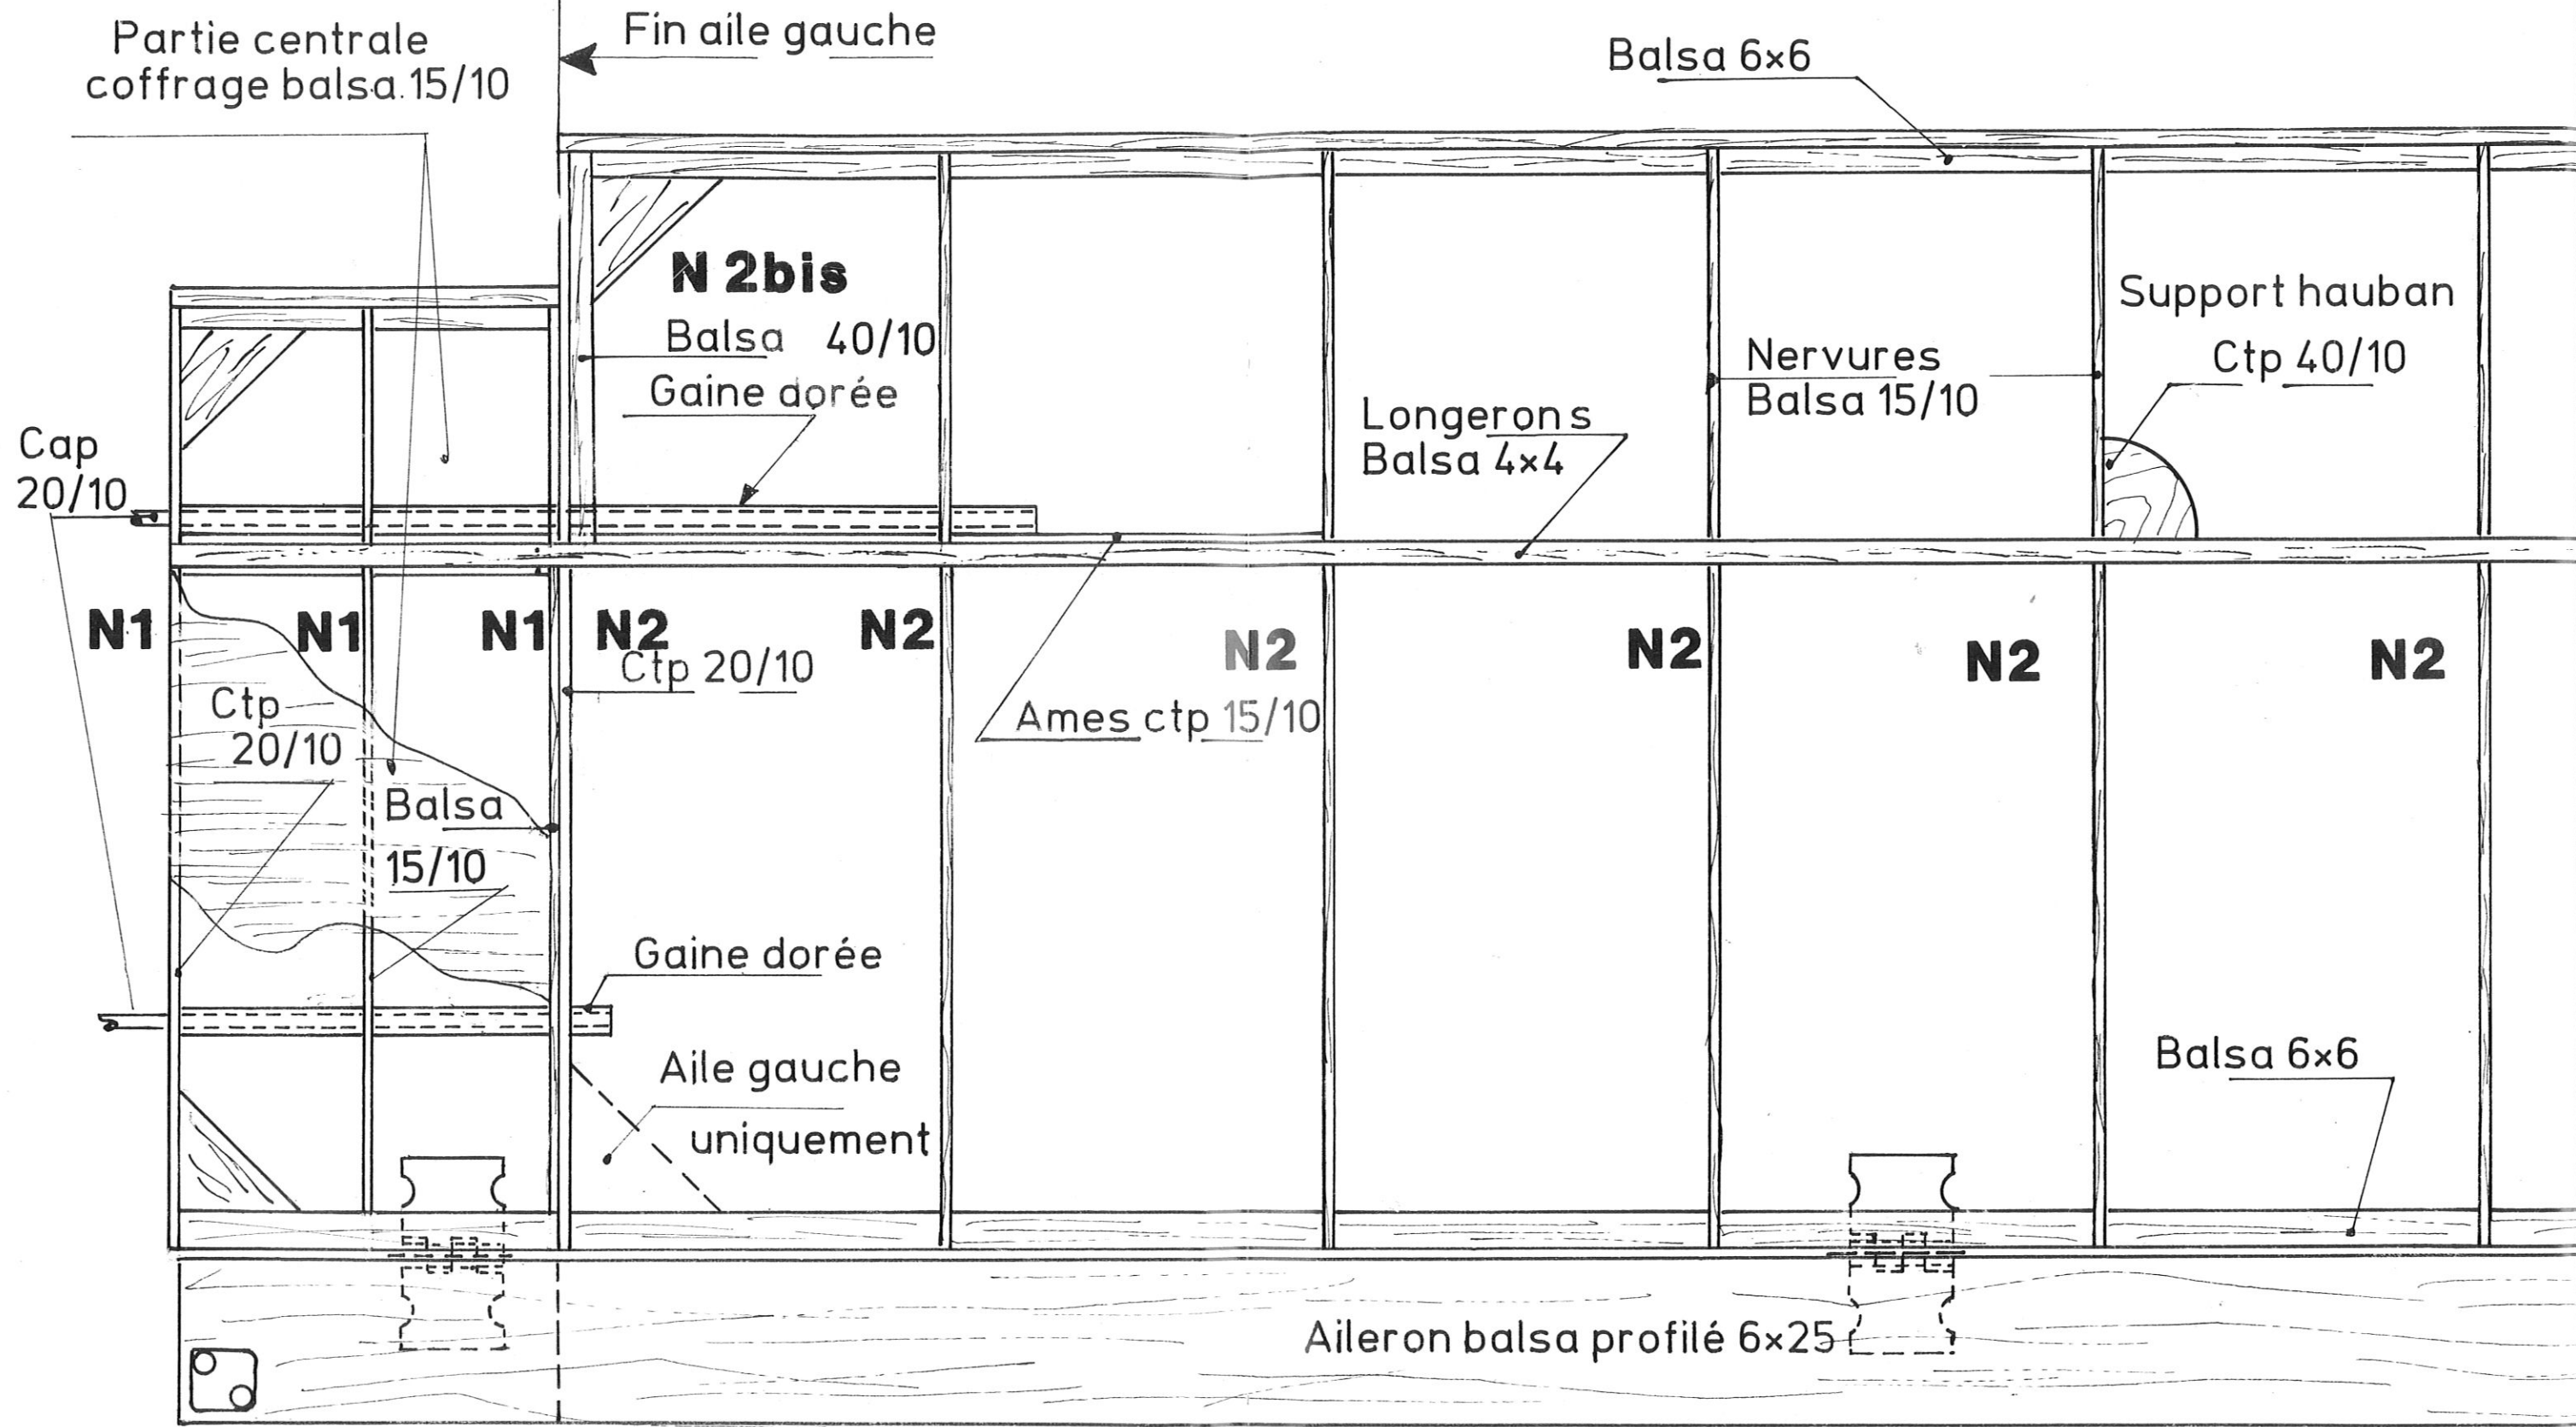 Partie centrale
coffrage balsa.15/10
Fin aile gauche
Balsa 6×6
N 2bis
Balsa 40/10
Gaine dorée
Support hauban
Ctp 40/10
Nervures
Balsa 15/10
Longerons
Balsa 4×4
Cap
20/10
N1
N1
N1
N2
N2
N2
N2
N2
N2
Ctp 20/10
Ctp
20/10
Ames ctp 15/10
Balsa
15/10
Gaine dorée
Aile gauche
uniquement
Balsa 6×6
Aileron balsa profilé 6×25